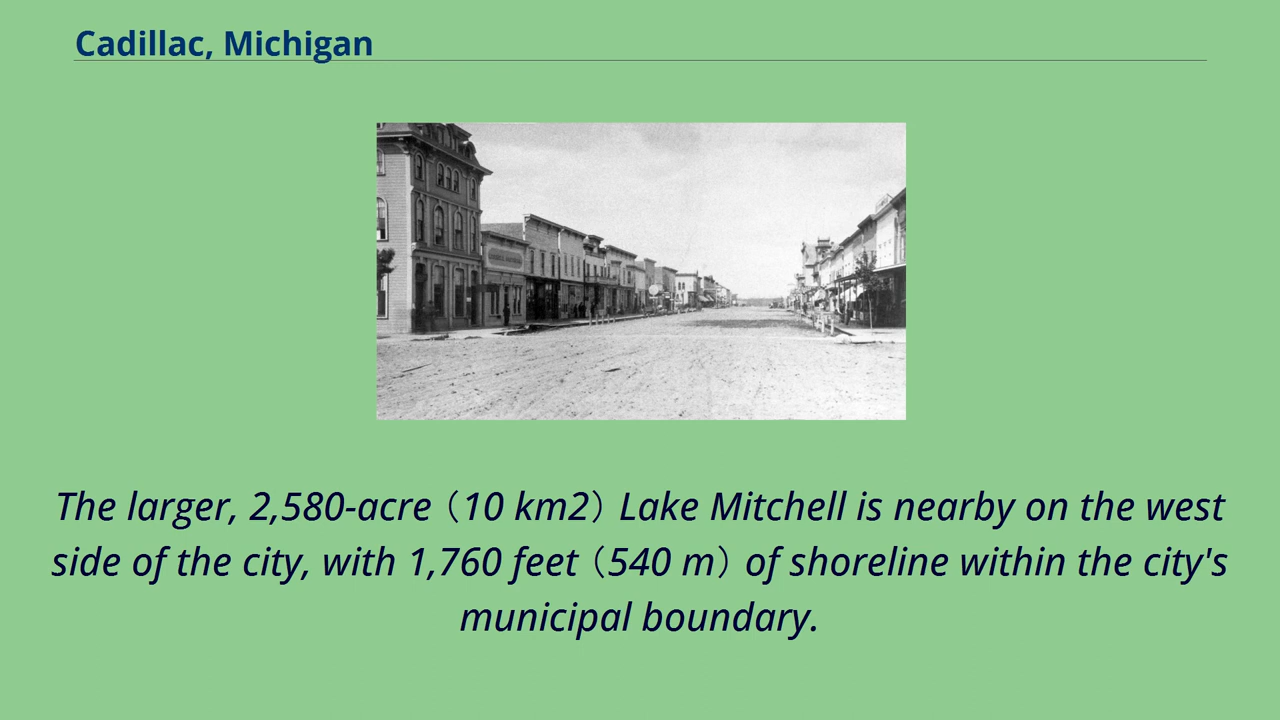 Cadillac, Michigan
The larger, 2,580-acre（10 km2）Lake Mitchell is nearby on the west
side of the city, with 1,760 feet（540 m）of shoreline within the city's
municipal boundary.